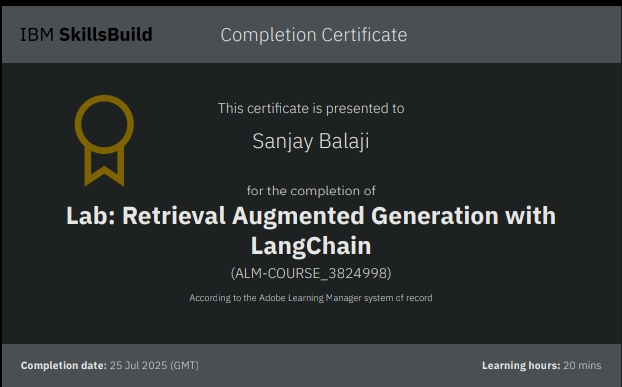 IBM SkillsBuild
Completion Certificate
This certificate is presented to
Sanjay Balaji
for the completion of
Lab: Retrieval Augmented Generation with
LangChain
(ALM-COURSE_3824998)
According to the Adobe Learning Manager system of record
Completion date: 25 Jul 2025 (GMT)
Learning hours: 20 mins